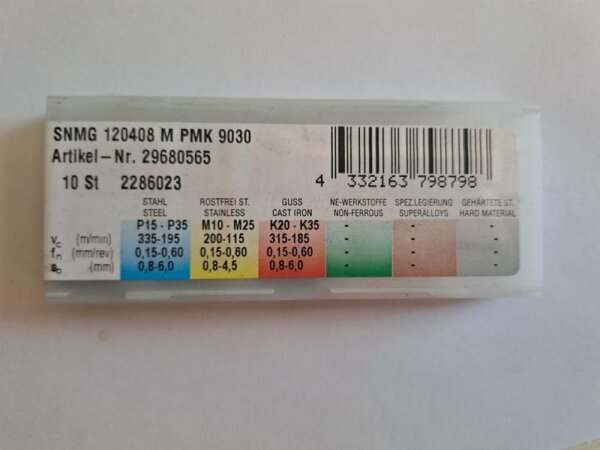 SNMG 120408 M PMK 9030
Artikel-Nr. 29680565
10 St 2286023
4 332163 798798
STAHL ROSTFREI ST. GUSS NE-WERKSTOFFE SPEZ.LEGIERUNG GEHÄRTETE ST.
STEEL STAINLESS CAST IRON NON-FERROUS SUPERALLOYS HARD MATERIAL
P15 - P35 M10 - M25 K20 - K35 - - -
vc (m/min) 335-195 200-115 315-185 - - -
fn (mm/rev) 0,15-0,60 0,15-0,60 0,15-0,60 - - -
ap (mm) 0,8-6,0 0,8-4,5 0,8-6,0 - - -